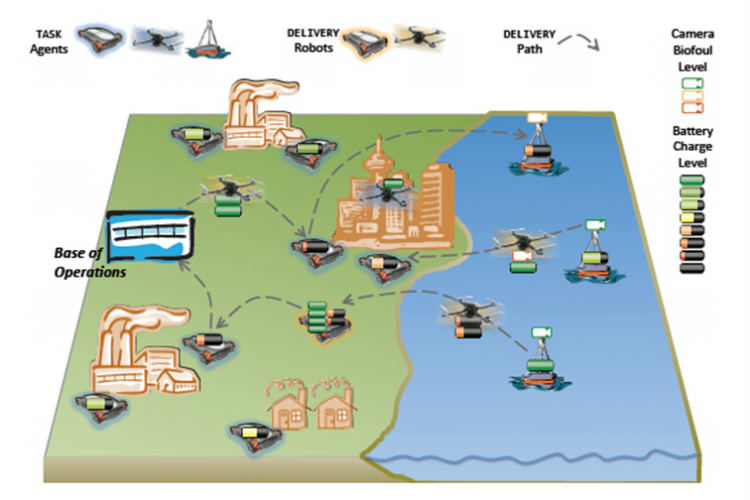 TASK
Agents
DELIVERY
Robots
DELIVERY
Path
Camera
Biofoul
Level
Battery
Charge
Level
Base of
Operations